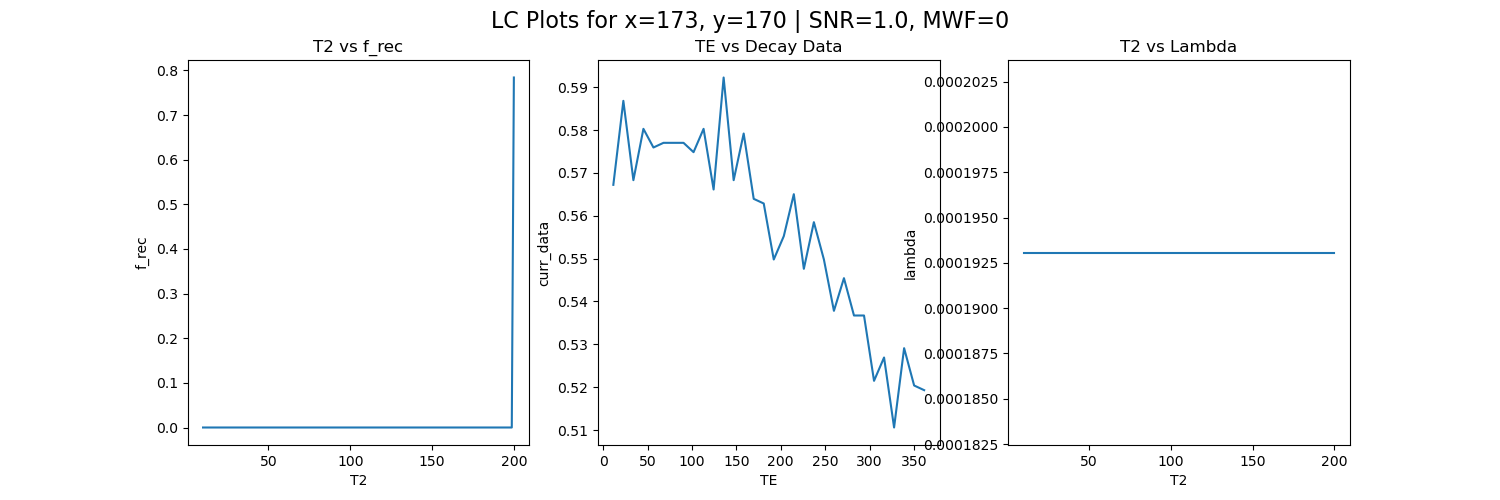 LC Plots for x=173, y=170 | SNR=1.0, MWF=0
T2 vs f_rec
0.8
0.7
0.6
0.5
0.4
0.3
0.2
0.1
0.0
f_rec
50 100 150 200
T2
TE vs Decay Data
0.59
0.58
0.57
0.56
0.55
0.54
0.53
0.52
0.51
curr_data
0 50 100 150 200 250 300 350
TE
T2 vs Lambda
0.0002025
0.0002000
0.0001975
0.0001950
0.0001925
0.0001900
0.0001875
0.0001850
0.0001825
lambda
50 100 150 200
T2